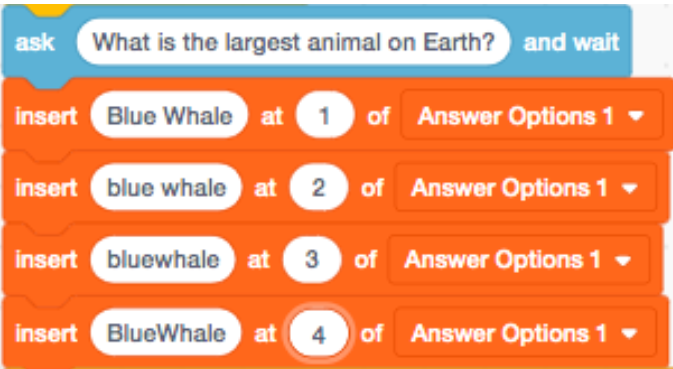 ask What is the largest animal on Earth? and wait
insert Blue Whale at 1 of Answer Options 1
insert blue whale at 2 of Answer Options 1
insert bluewhale at 3 of Answer Options 1
insert BlueWhale at 4 of Answer Options 1